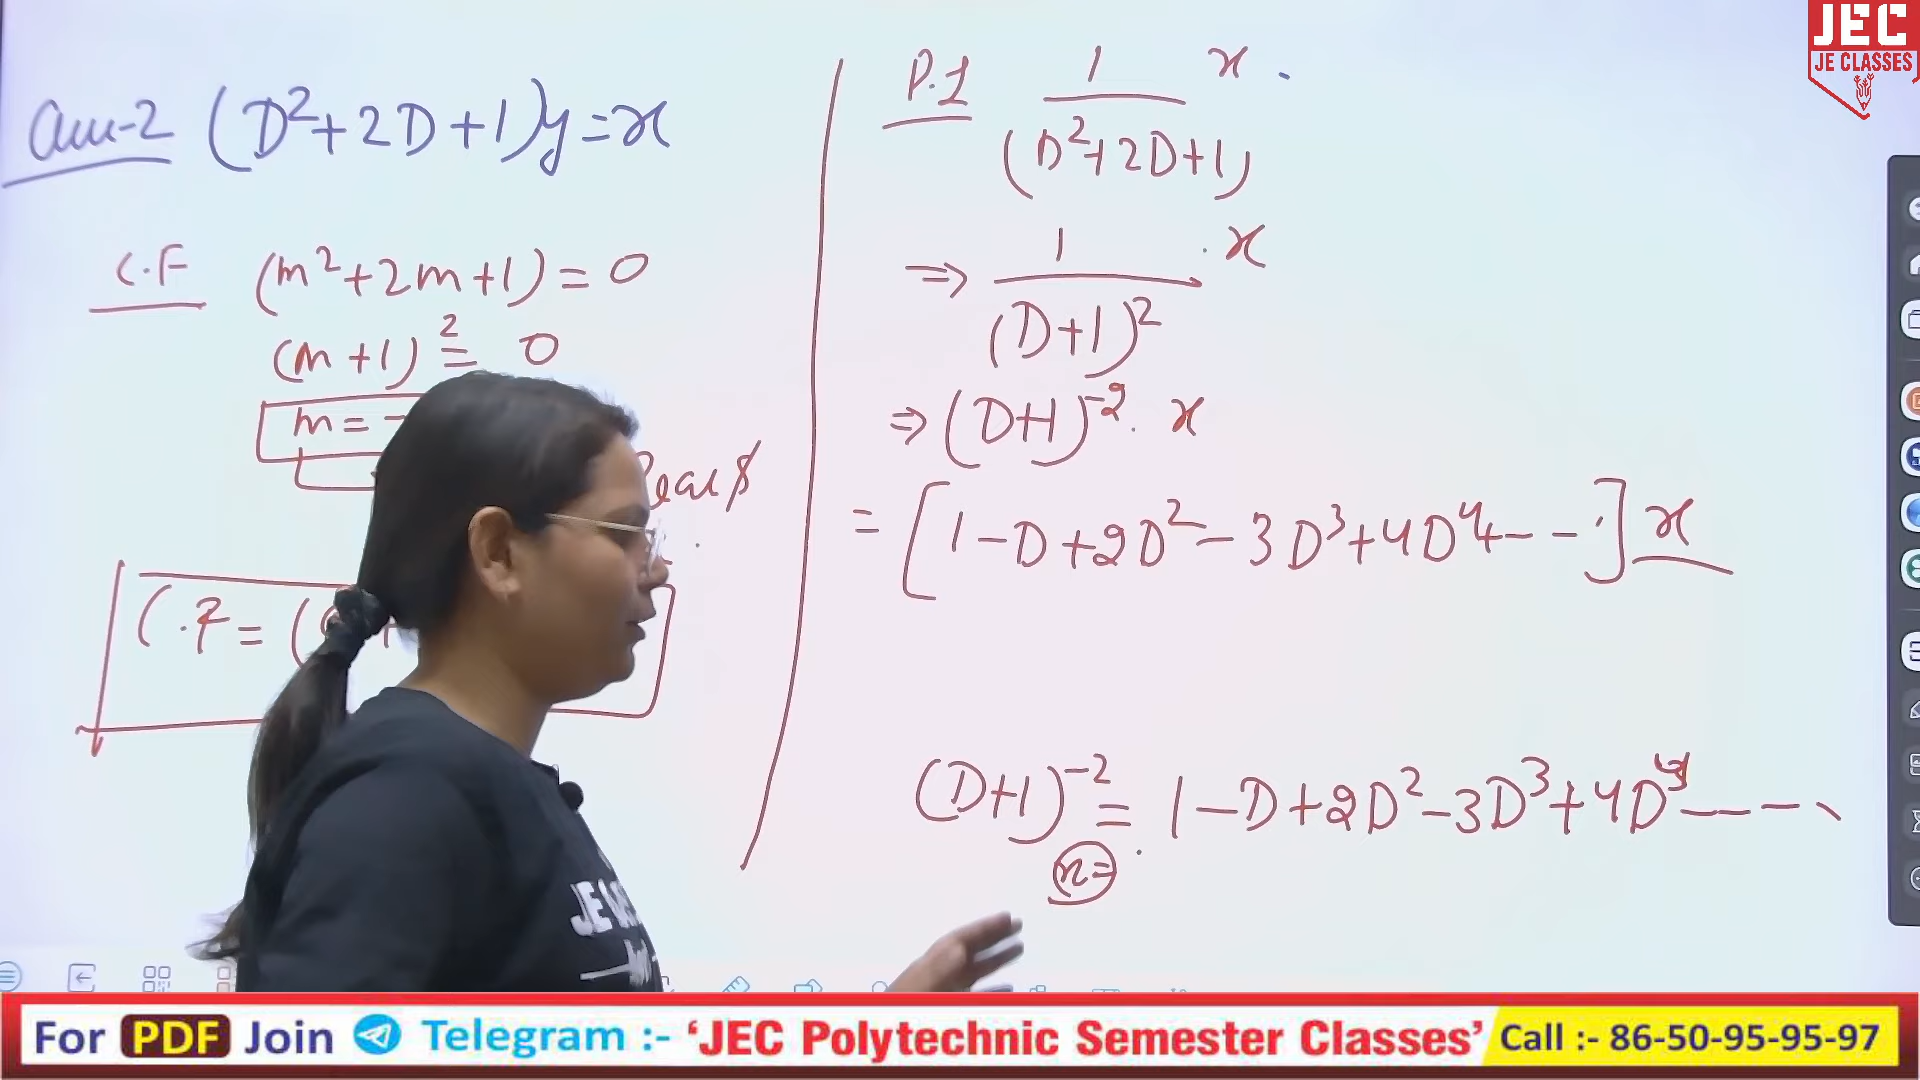 Qus-2 (D²+2D+1)y=x
C.F (m²+2m+1)=0
(m+1)²=0
m=-
C.F=(
P.I 1/(D²+2D+1) x.
⇒ 1/(D+1)² .x
⇒ (D+1)⁻². x
= [1-D+2D²-3D³+4D⁴+---.] x
(D+1)⁻² = 1-D+2D²-3D³+4D⁴----
n=
JEC
JE CLASSES
For PDF Join Telegram :- 'JEC Polytechnic Semester Classes' Call :- 86-50-95-95-97